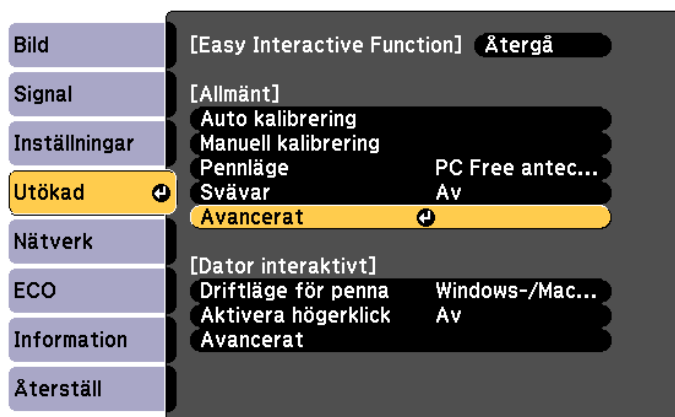 Bild
Signal
Inställningar
Utökad
Nätverk
ECO
Information
Återställ
[Easy Interactive Function] Återgå
[Allmänt]
Auto kalibrering
Manuell kalibrering
Pennläge PC Free antec...
Svävar Av
Avancerat
[Dator interaktivt]
Driftläge för penna Windows-/Mac...
Aktivera högerklick Av
Avancerat